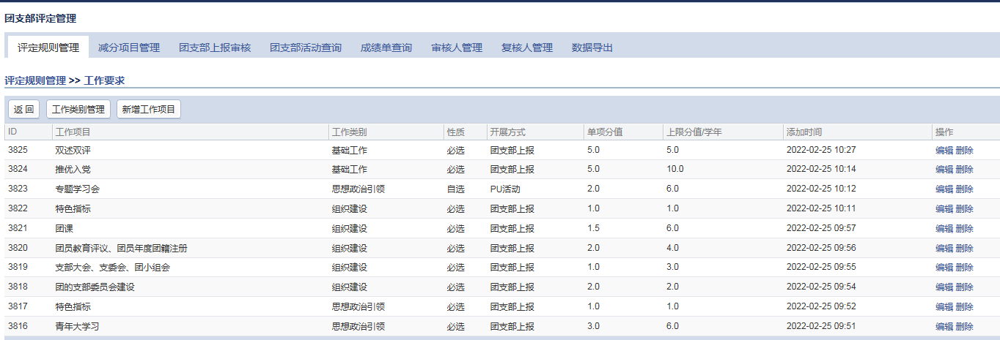 团支部评定管理
评定规则管理 减分项目管理 团支部上报审核 团支部活动查询 成绩单查询 审核人管理 复核人管理 数据导出
评定规则管理 >> 工作要求
返 回 工作类别管理 新增工作项目
ID 工作项目 工作类别 性质 开展方式 单项分值 上限分值/学年 添加时间 操作
3825 双述双评 基础工作 必选 团支部上报 5.0 5.0 2022-02-25 10:27 编辑 删除
3824 推优入党 基础工作 必选 团支部上报 5.0 10.0 2022-02-25 10:14 编辑 删除
3823 专题学习会 思想政治引领 自选 PU活动 2.0 6.0 2022-02-25 10:12 编辑 删除
3822 特色指标 组织建设 必选 团支部上报 1.0 1.0 2022-02-25 10:11 编辑 删除
3821 团课 组织建设 必选 团支部上报 1.5 6.0 2022-02-25 09:57 编辑 删除
3820 团员教育评议、团员年度团籍注册 组织建设 必选 团支部上报 2.0 4.0 2022-02-25 09:56 编辑 删除
3819 支部大会、支委会、团小组会 组织建设 必选 团支部上报 1.0 3.0 2022-02-25 09:55 编辑 删除
3818 团的支部委员会建设 组织建设 必选 团支部上报 2.0 2.0 2022-02-25 09:54 编辑 删除
3817 特色指标 思想政治引领 必选 团支部上报 1.0 1.0 2022-02-25 09:52 编辑 删除
3816 青年大学习 思想政治引领 必选 团支部上报 3.0 6.0 2022-02-25 09:51 编辑 删除